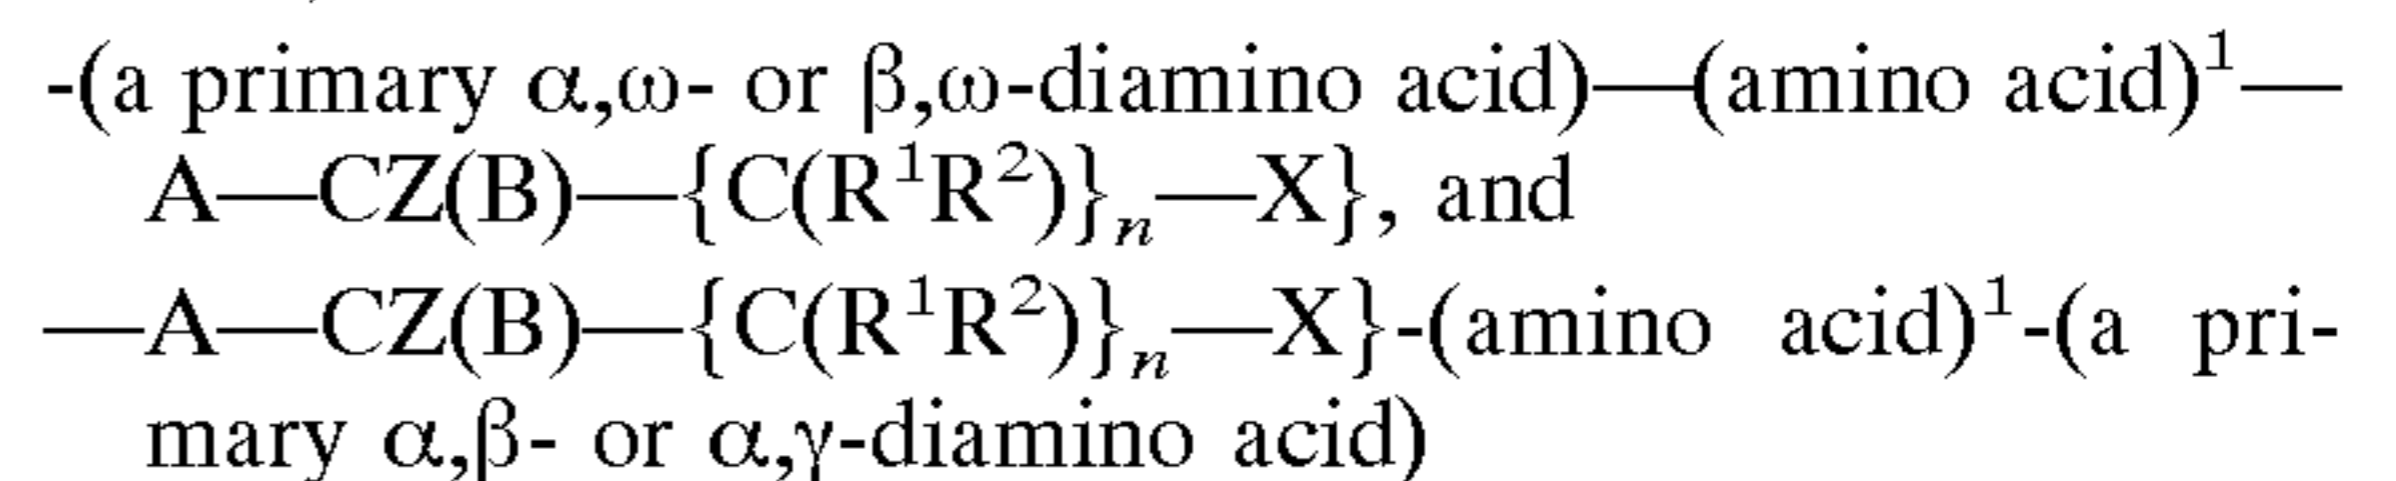 -(a primary α,ω- or β,ω-diamino acid)—(amino acid)¹—
A—CZ(B)—{C(R¹R²)}ₙ—X}, and
—A—CZ(B)—{C(R¹R²)}ₙ—X}-(amino acid)¹-(a pri-
mary α,β- or α,γ-diamino acid)